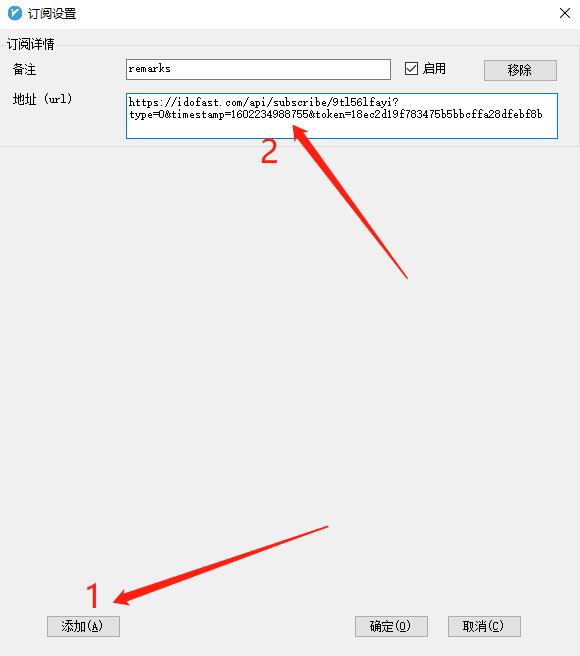 订阅设置
订阅详情
备注
remarks
启用
移除
地址（url）
https://idofast.com/api/subscribe/9tl56lfayi?
type=0&timestamp=1602234988755&token=18ec2d19f783475b5bbcffa28dfebf8b
2
1
添加(A)
确定(O)
取消(C)